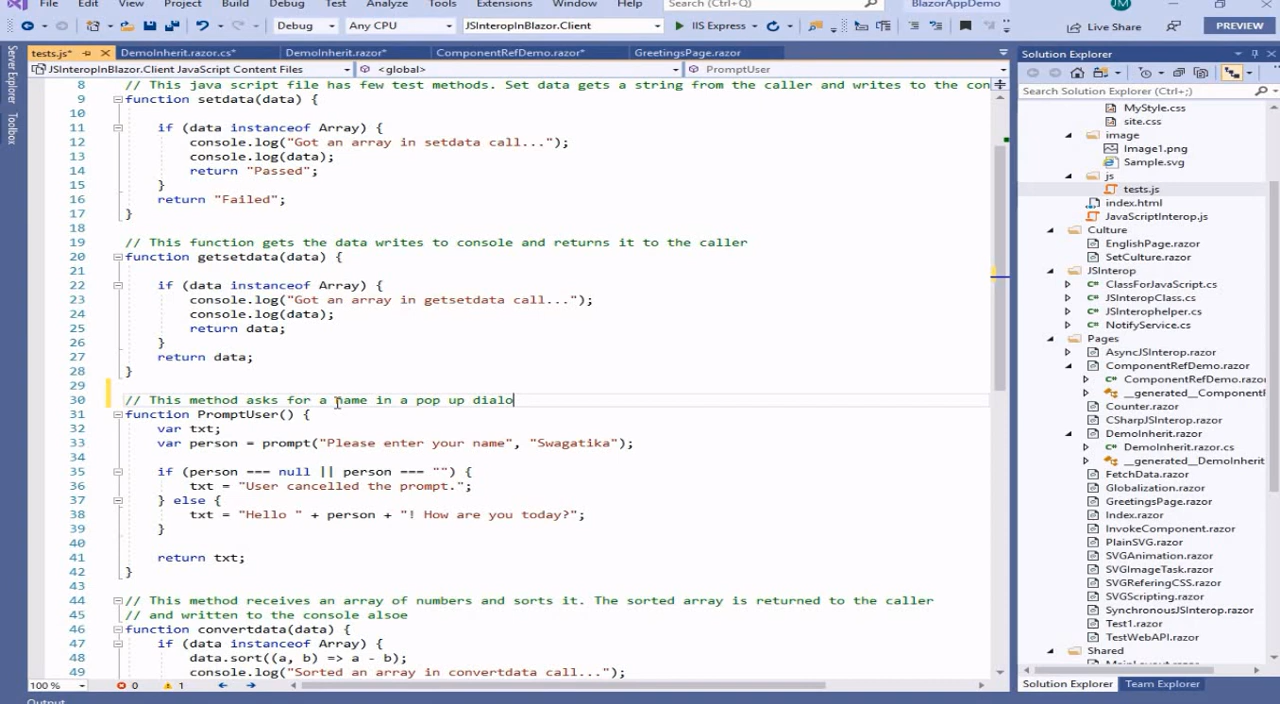 File Edit View Project Build Debug Test Analyze Tools Extensions Window Help Search (Ctrl+Q) BlazorAppDemo JM
Debug Any CPU JSInteropInBlazor.Client IIS Express Live Share PREVIEW
tests.js* DemoInherit.razor.cs* DemoInherit.razor* ComponentRefDemo.razor* GreetingsPage.razor
JSInteropInBlazor.Client JavaScript Content Files <global> PromptUser
Server Explorer
Toolbox
8 // This java script file has few test methods. Set data gets a string from the caller and writes to the con
9 function setdata(data) {
10
11 if (data instanceof Array) {
12 console.log("Got an array in setdata call...");
13 console.log(data);
14 return "Passed";
15 }
16 return "Failed";
17 }
18
19 // This function gets the data writes to console and returns it to the caller
20 function getsetdata(data) {
21
22 if (data instanceof Array) {
23 console.log("Got an array in getsetdata call...");
24 console.log(data);
25 return data;
26 }
27 return data;
28 }
29
30 // This method asks for a name in a pop up dialo
31 function PromptUser() {
32 var txt;
33 var person = prompt("Please enter your name", "Swagatika");
34
35 if (person === null || person === "") {
36 txt = "User cancelled the prompt.";
37 } else {
38 txt = "Hello " + person + "! How are you today?";
39 }
40
41 return txt;
42 }
43
44 // This method receives an array of numbers and sorts it. The sorted array is returned to the caller
45 // and written to the console alsoe
46 function convertdata(data) {
47 if (data instanceof Array) {
48 data.sort((a, b) => a - b);
49 console.log("Sorted an array in convertdata call...");
100 % 0 1
Output
Solution Explorer
Search Solution Explorer (Ctrl+;)
MyStyle.css
site.css
image
Image1.png
Sample.svg
js
tests.js
index.html
JavaScriptInterop.js
Culture
EnglishPage.razor
SetCulture.razor
JSInterop
ClassForJavaScript.cs
JSInteropClass.cs
JSInterophelper.cs
NotifyService.cs
Pages
AsyncJSInterop.razor
ComponentRefDemo.razor
ComponentRefDemo.razor
__generated__Component
Counter.razor
CSharpJSInterop.razor
DemoInherit.razor
DemoInherit.razor.cs
__generated__DemoInherit
FetchData.razor
Globalization.razor
GreetingsPage.razor
Index.razor
InvokeComponent.razor
PlainSVG.razor
SVGAnimation.razor
SVGImageTask.razor
SVGReferingCSS.razor
SVGScripting.razor
SynchronousJSInterop.razor
Test1.razor
TestWebAPI.razor
Shared
Solution Explorer Team Explorer